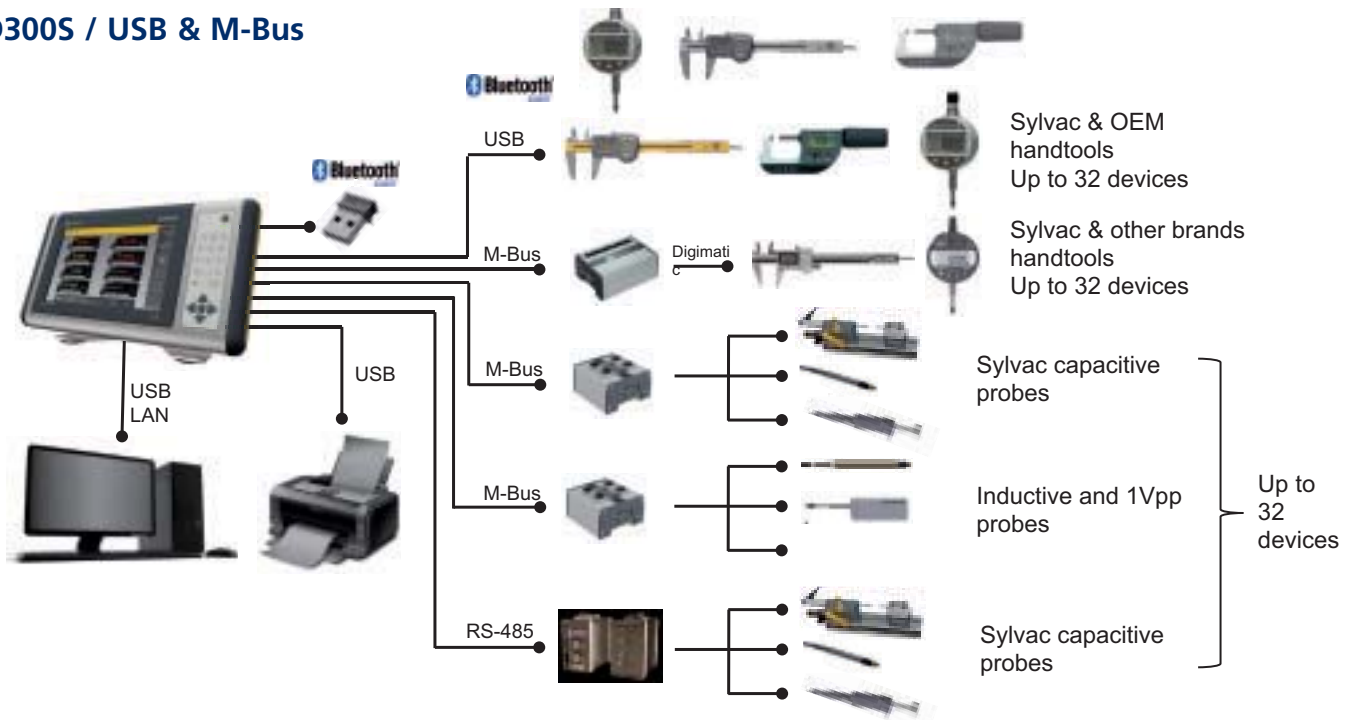 D300S / USB & M-Bus
Bluetooth
USB
Sylvac & OEM
handtools
Up to 32 devices
Bluetooth
M-Bus
Digimati
c
Sylvac & other brands
handtools
Up to 32 devices
M-Bus
USB
USB
LAN
Sylvac capacitive
probes
M-Bus
Inductive and 1Vpp
probes
Up to
32
devices
RS-485
Sylvac capacitive
probes